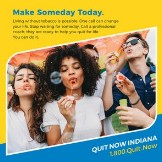 Make Someday Today.
Living without tobacco is possible. One call can change
your life. Stop waiting for someday. Call a professional
coach; they are ready to help you quit for life.
You can do it.
QUIT NOW INDIANA
1.800.Quit.Now